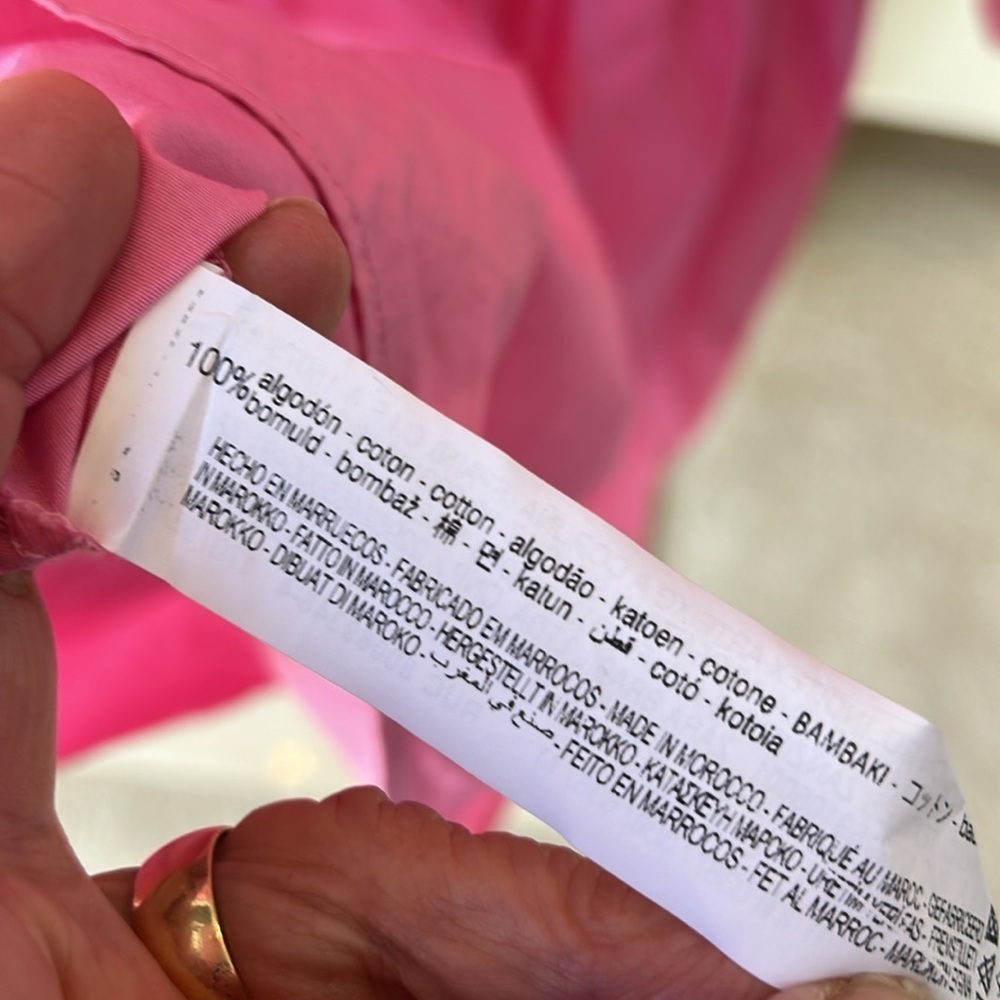 100% algodón - coton - cotton - algodão - katoen - cotone - BAMBAKI - コットン -
bomuld - bombaž - 棉 - 면 - katun - قطن - cotó - kotoia
HECHO EN MARRUECOS - FABRICADO EM MARROCOS - MADE IN MOROCCO - FABRIQUÉ AU MAROC -
IN MAROKKO - FATTO IN MAROCCO - HERGESTELLT IN MAROKKO - ΚΑΤΑΣΚΕΥΗ ΜΑΡΟΚΟ -
MAROKKO - DIBUAT DI MAROKO - صنع في المغرب - FEITO EN MARROCOS - FET AL MARROC -